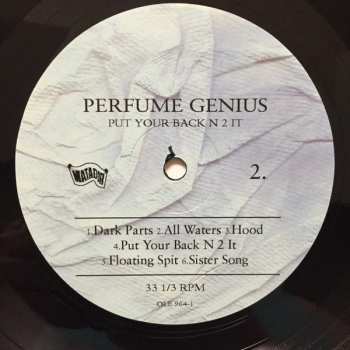 PERFUME GENIUS
PUT YOUR BACK N 2 IT
MATADOR
2.
1.Dark Parts 2.All Waters 3.Hood
4.Put Your Back N 2 It
5.Floating Spit 6.Sister Song
33 1/3 RPM
OLE 964-1